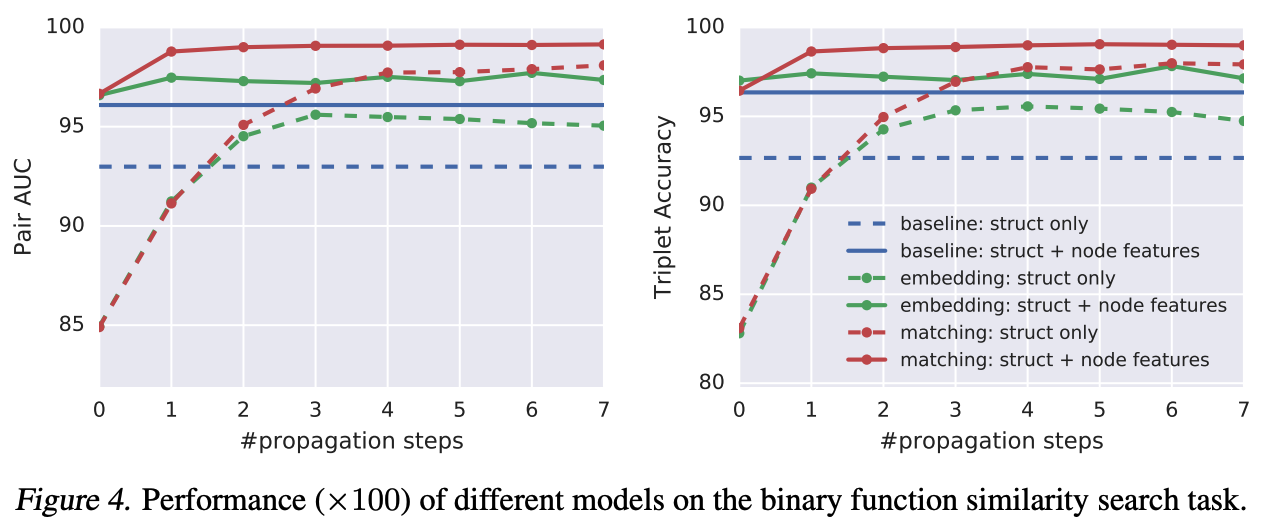 100
95
90
85
Pair AUC
0 1 2 3 4 5 6 7
#propagation steps
100
95
90
85
80
Triplet Accuracy
baseline: struct only
baseline: struct + node features
embedding: struct only
embedding: struct + node features
matching: struct only
matching: struct + node features
0 1 2 3 4 5 6 7
#propagation steps
Figure 4. Performance (×100) of different models on the binary function similarity search task.